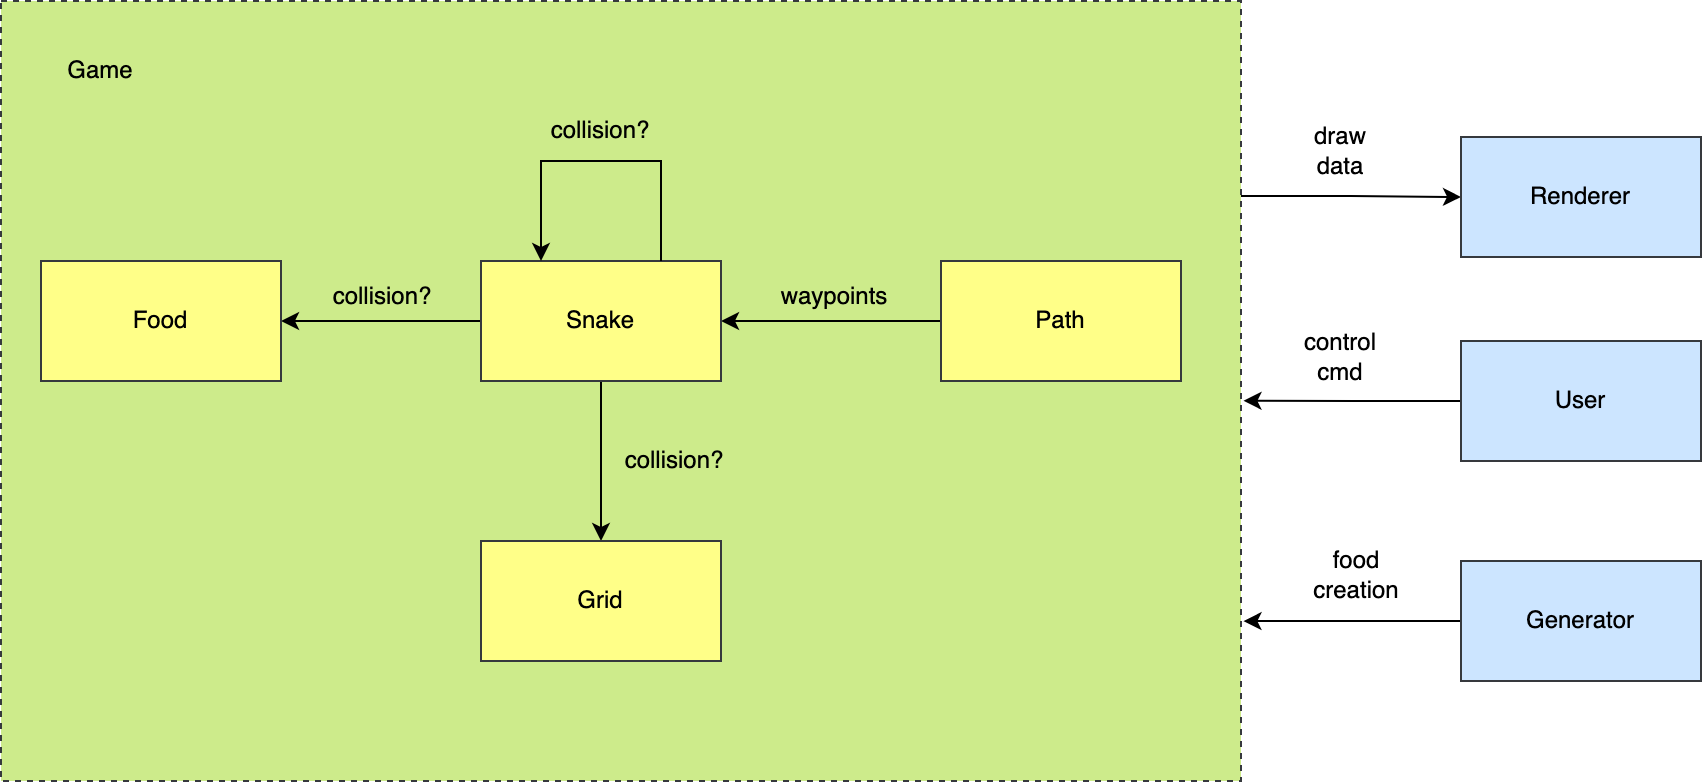 Game
collision?
collision?
Food
Snake
waypoints
Path
collision?
Grid
draw
data
Renderer
control
cmd
User
food
creation
Generator